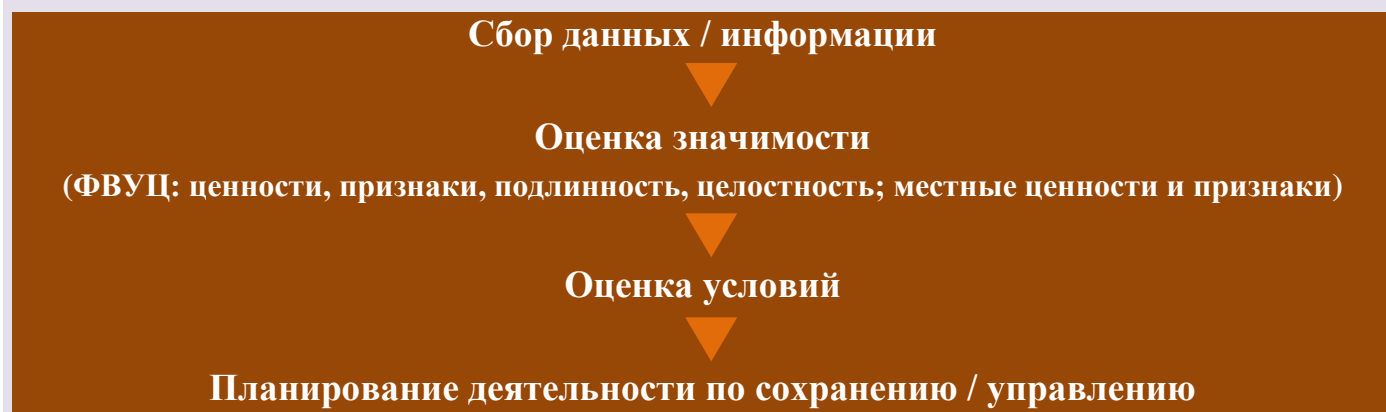 Сбор данных / информации
Оценка значимости
(ФВУЦ: ценности, признаки, подлинность, целостность; местные ценности и признаки)
Оценка условий
Планирование деятельности по сохранению / управлению